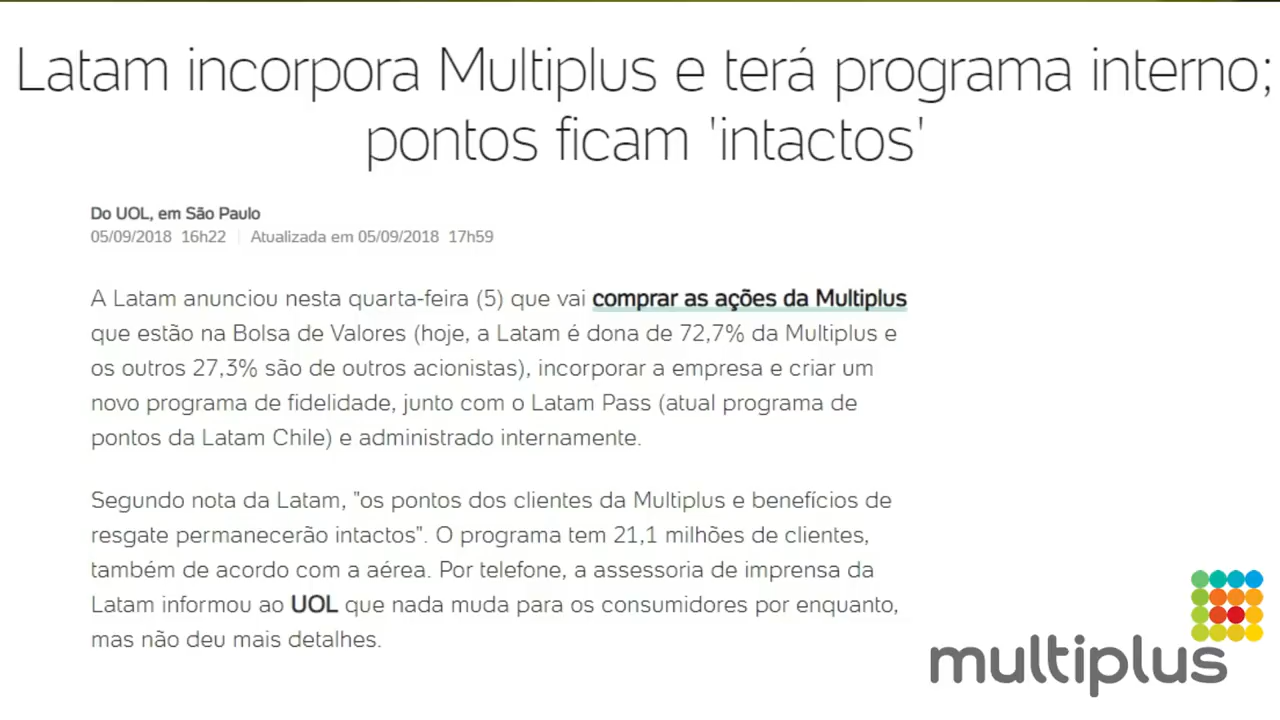 Latam incorpora Multiplus e terá programa interno;
pontos ficam 'intactos'
Do UOL, em São Paulo
05/09/2018 16h22 | Atualizada em 05/09/2018 17h59
A Latam anunciou nesta quarta-feira (5) que vai comprar as ações da Multiplus
que estão na Bolsa de Valores (hoje, a Latam é dona de 72,7% da Multiplus e
os outros 27,3% são de outros acionistas), incorporar a empresa e criar um
novo programa de fidelidade, junto com o Latam Pass (atual programa de
pontos da Latam Chile) e administrado internamente.
Segundo nota da Latam, "os pontos dos clientes da Multiplus e benefícios de
resgate permanecerão intactos". O programa tem 21,1 milhões de clientes,
também de acordo com a aérea. Por telefone, a assessoria de imprensa da
Latam informou ao UOL que nada muda para os consumidores por enquanto,
mas não deu mais detalhes.
multiplus